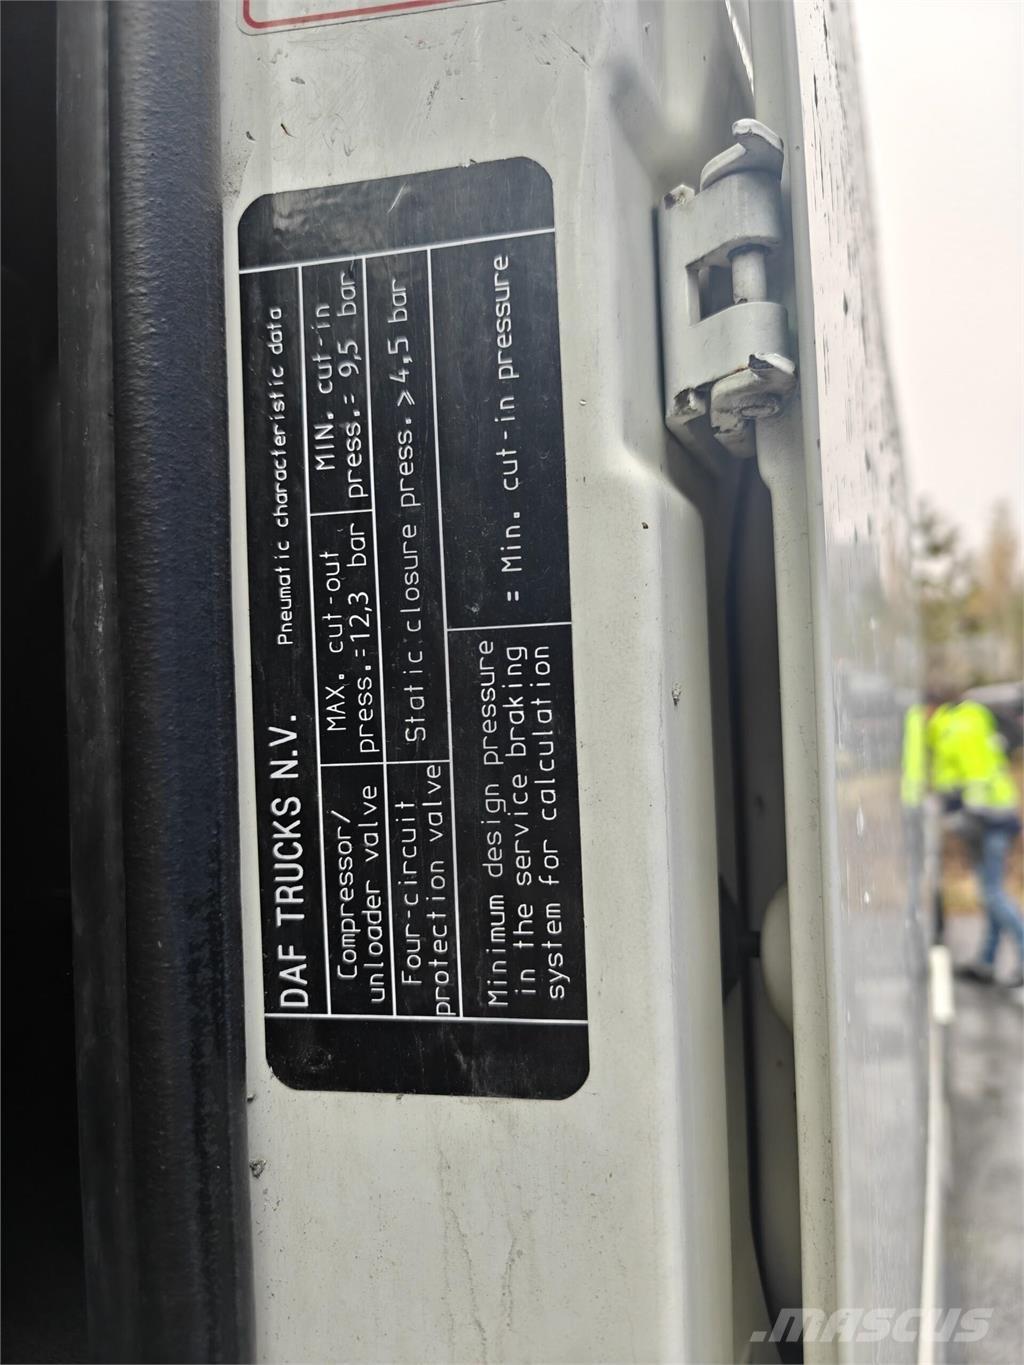 DAF TRUCKS N.V. Pneumatic characteristic data
Compressor/
unloader valve
MAX. cut-out
press.=12,3 bar
MIN. cut-in
press.= 9,5 bar
Four-circuit
protection valve
Static closure press. ⩾ 4,5 bar
Minimum design pressure
in the service braking
system for calculation
= Min. cut-in pressure
.MASCUS